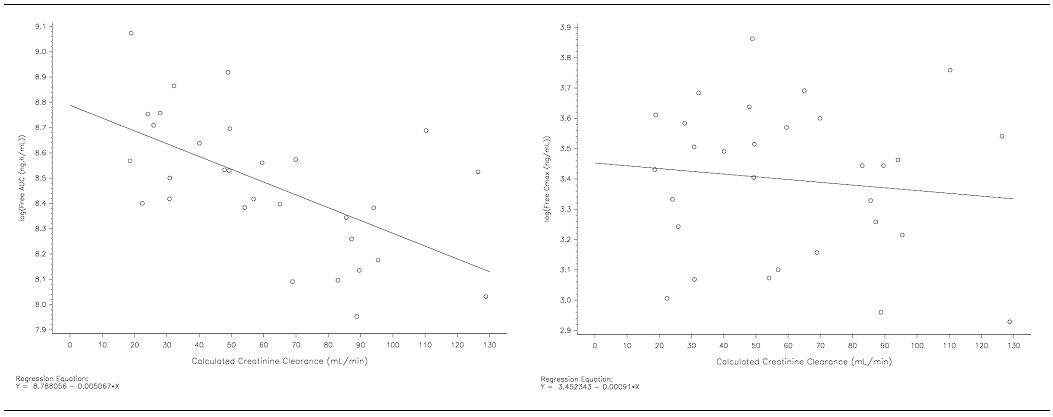 9.1
9.0
8.9
8.8
8.7
8.6
8.5
8.4
8.3
8.2
8.1
8.0
7.9
log(Free AUC (ng.h/mL))
0 10 20 30 40 50 60 70 80 90 100 110 120 130
Calculated Creatinine Clearance (mL/min)
Regression Equation:
Y = 8.788056 - 0.005067*X
3.9
3.8
3.7
3.6
3.5
3.4
3.3
3.2
3.1
3.0
2.9
log(Free Cmax (ng/mL))
0 10 20 30 40 50 60 70 80 90 100 110 120 130
Calculated Creatinine Clearance (mL/min)
Regression Equation:
Y = 3.452343 - 0.00091*X